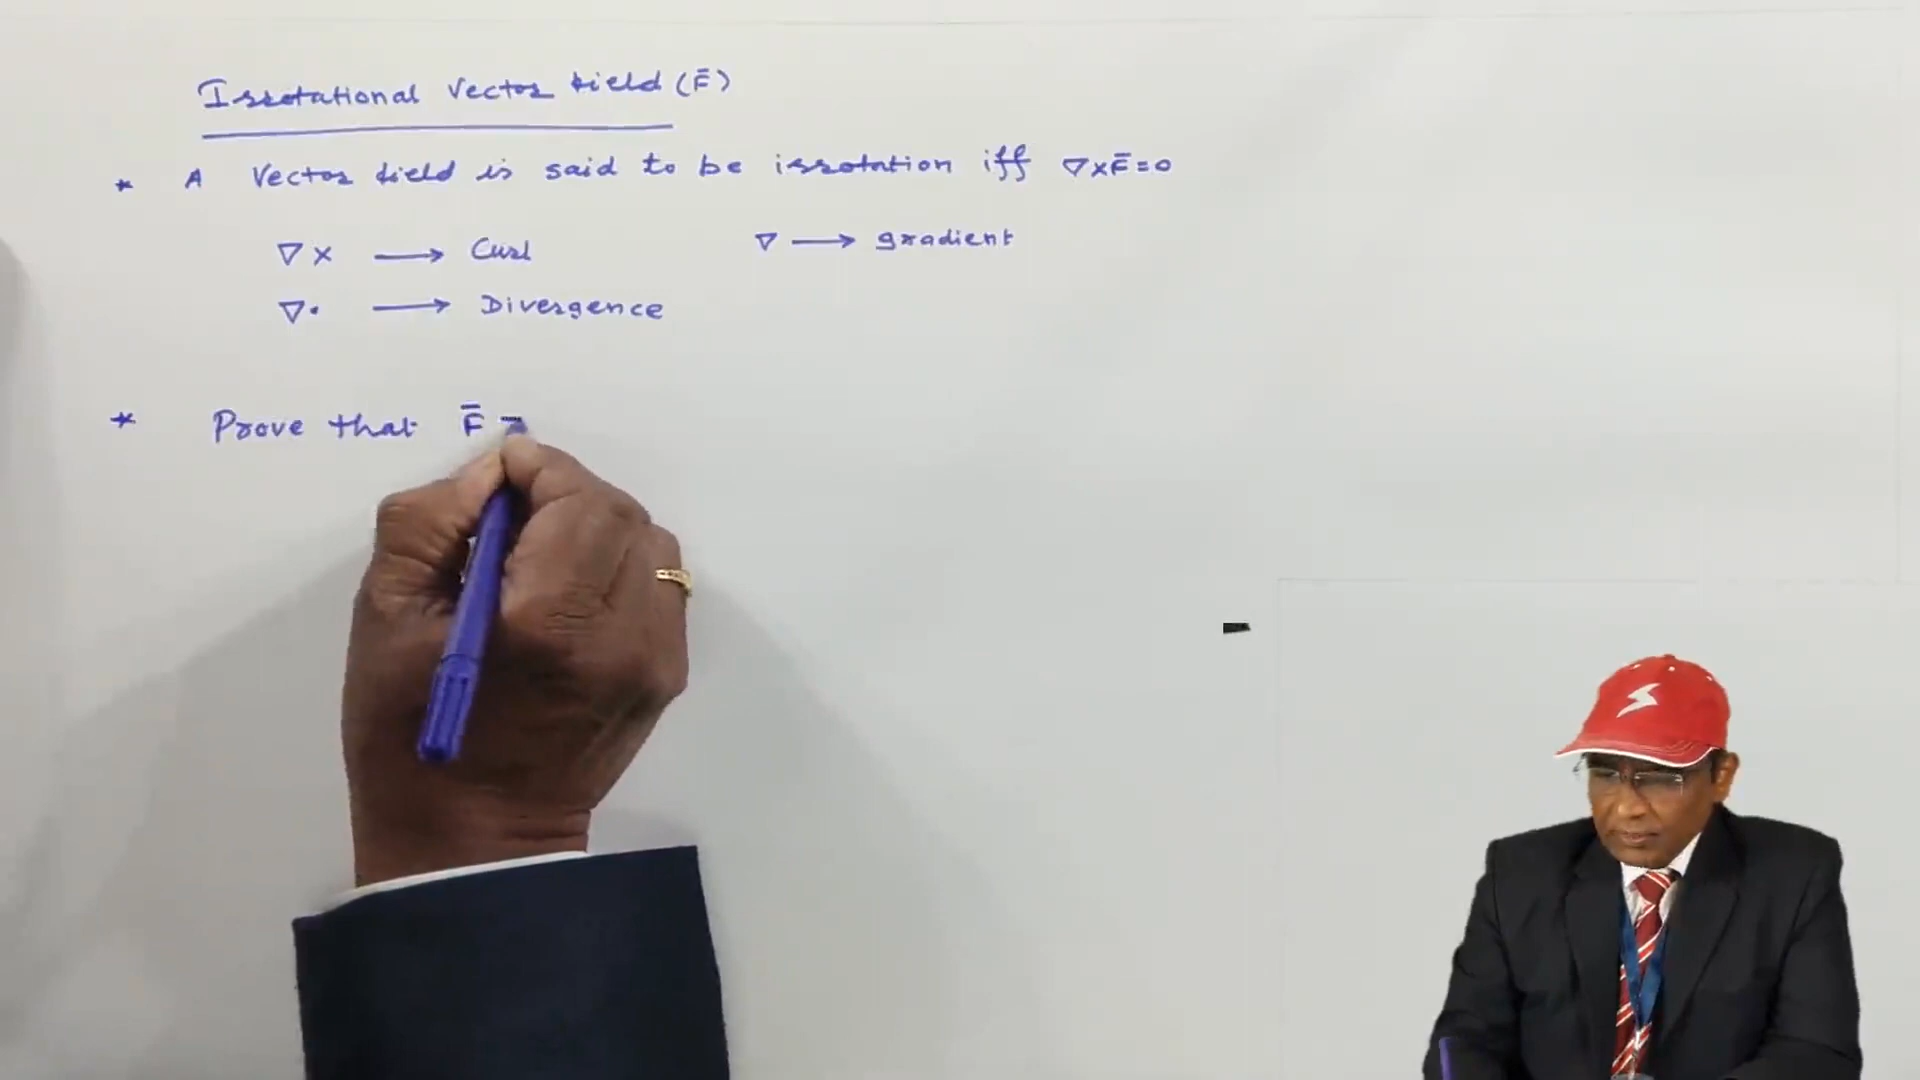 Irrotational Vector field (F̄)
* A Vector field is said to be irrotation iff ∇×F̄=0
∇× → Curl ∇ → gradient
∇· → Divergence
* Prove that F̄ =